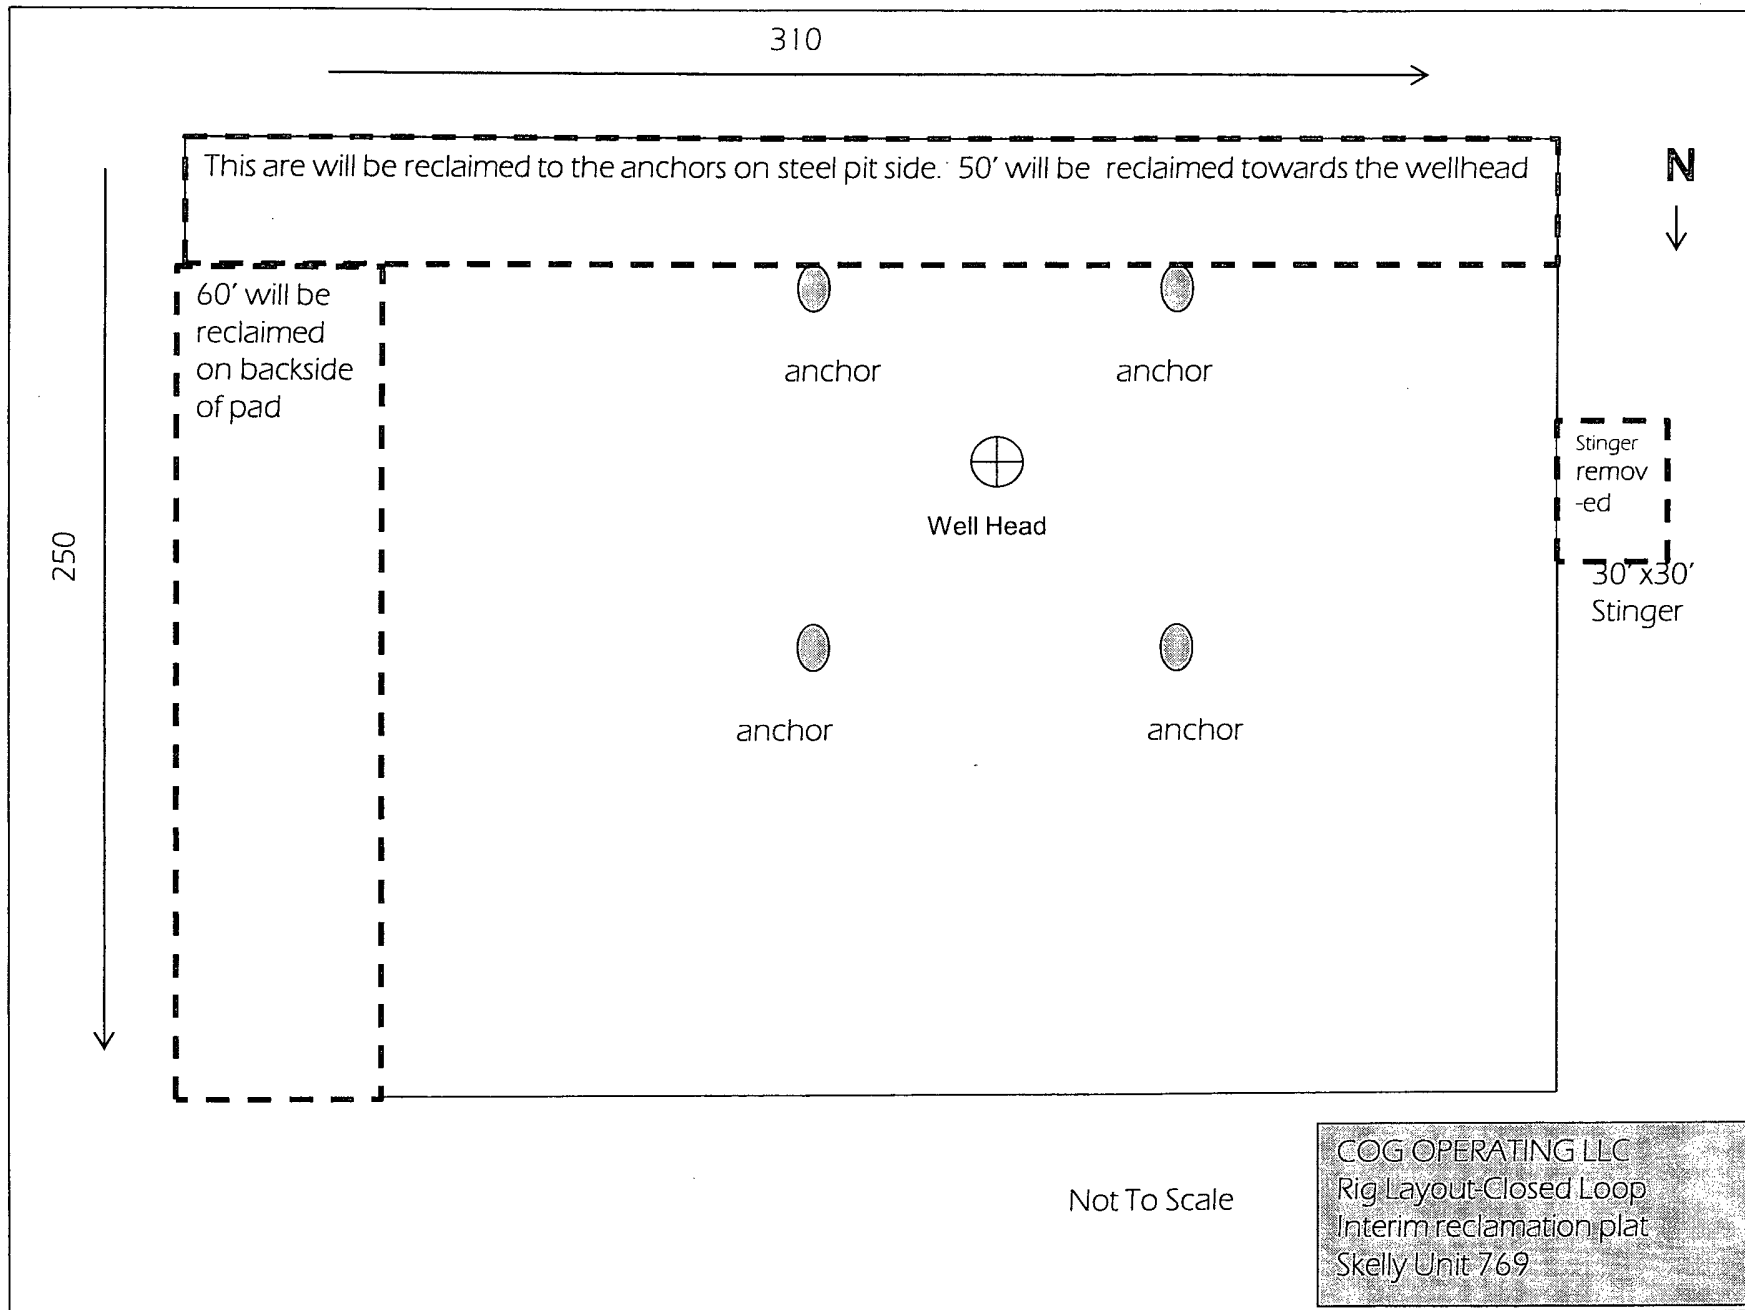 310
This are will be reclaimed to the anchors on steel pit side. 50' will be reclaimed towards the wellhead
N
60' will be
reclaimed
on backside
of pad
anchor
anchor
Stinger
remov
-ed
Well Head
250
30'x30'
Stinger
anchor
anchor
Not To Scale
COG OPERATING LLC
Rig Layout-Closed Loop
Interim reclamation plat
Skelly Unit 769